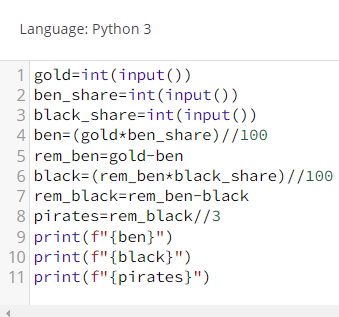 Language: Python 3
1 gold=int(input())
2 ben_share=int(input())
3 black_share=int(input())
4 ben=(gold*ben_share)//100
5 rem_ben=gold-ben
6 black=(rem_ben*black_share)//100
7 rem_black=rem_ben-black
8 pirates=rem_black//3
9 print(f"{ben}")
10 print(f"{black}")
11 print(f"{pirates}")